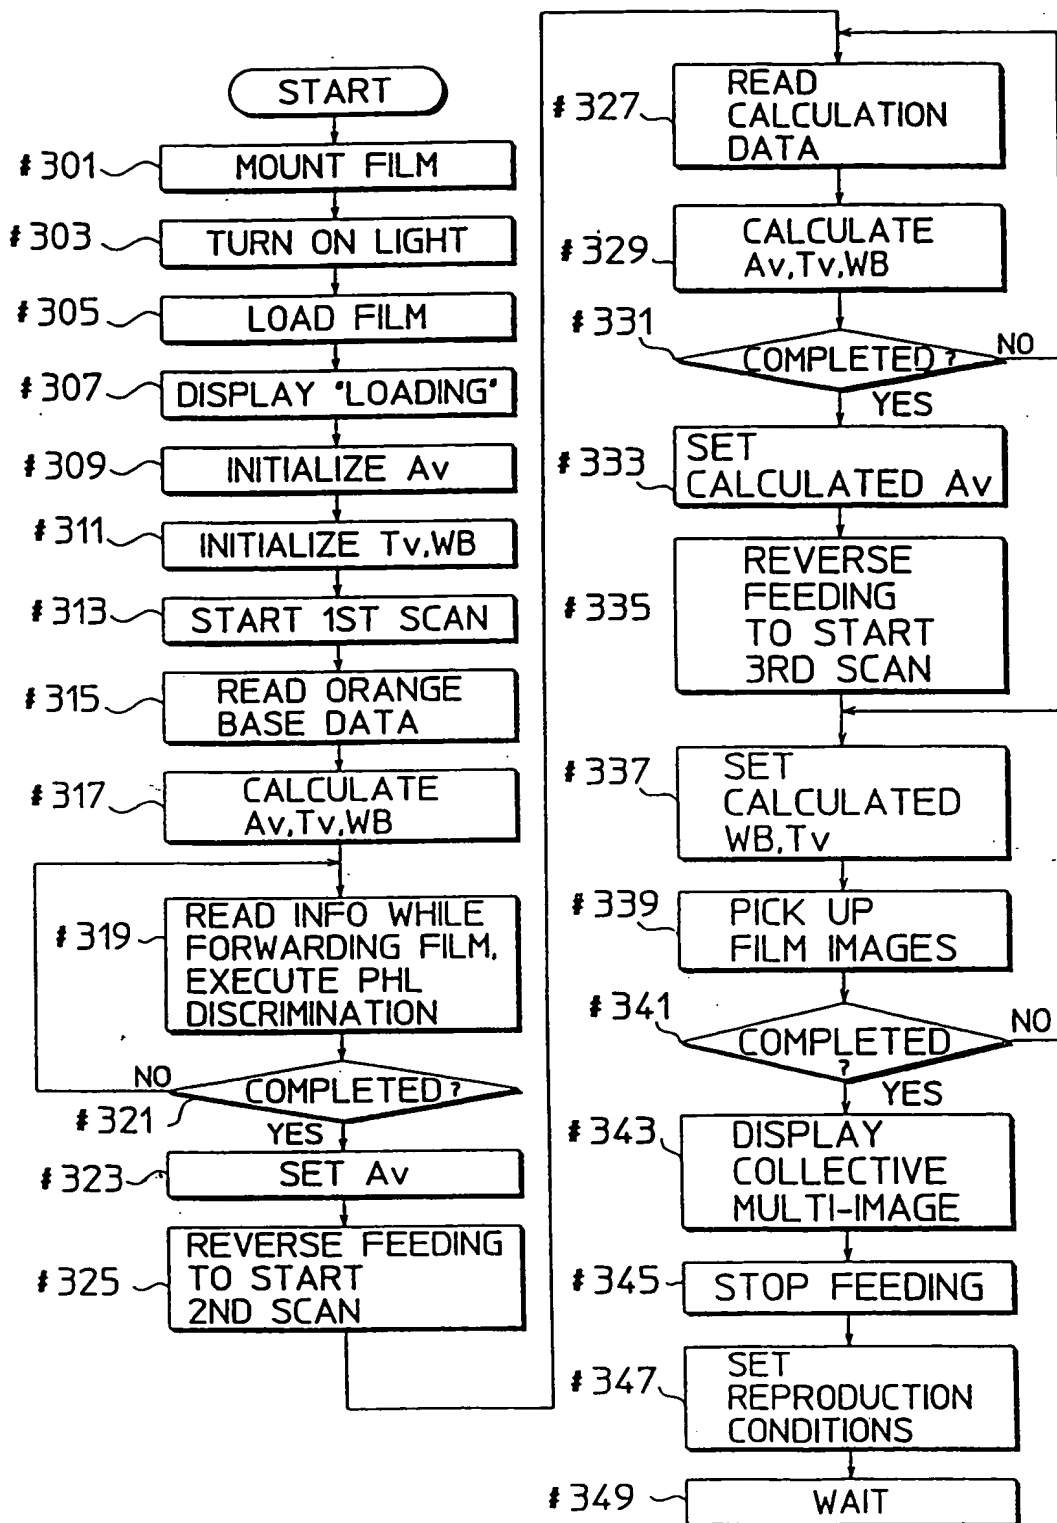 START
#301 MOUNT FILM
#303 TURN ON LIGHT
#305 LOAD FILM
#307 DISPLAY "LOADING"
#309 INITIALIZE Av
#311 INITIALIZE Tv,WB
#313 START 1ST SCAN
#315 READ ORANGE
BASE DATA
#317 CALCULATE
Av,Tv,WB
#319 READ INFO WHILE
FORWARDING FILM,
EXECUTE PHL
DISCRIMINATION
NO
COMPLETED?
#321
YES
#323 SET Av
#325 REVERSE FEEDING
TO START
2ND SCAN
#327 READ
CALCULATION
DATA
#329 CALCULATE
Av,Tv,WB
#331 COMPLETED? NO
YES
#333 SET
CALCULATED Av
#335 REVERSE
FEEDING
TO START
3RD SCAN
#337 SET
CALCULATED
WB,Tv
#339 PICK UP
FILM IMAGES
#341 COMPLETED
?
NO
YES
#343 DISPLAY
COLLECTIVE
MULTI-IMAGE
#345 STOP FEEDING
#347 SET
REPRODUCTION
CONDITIONS
#349 WAIT